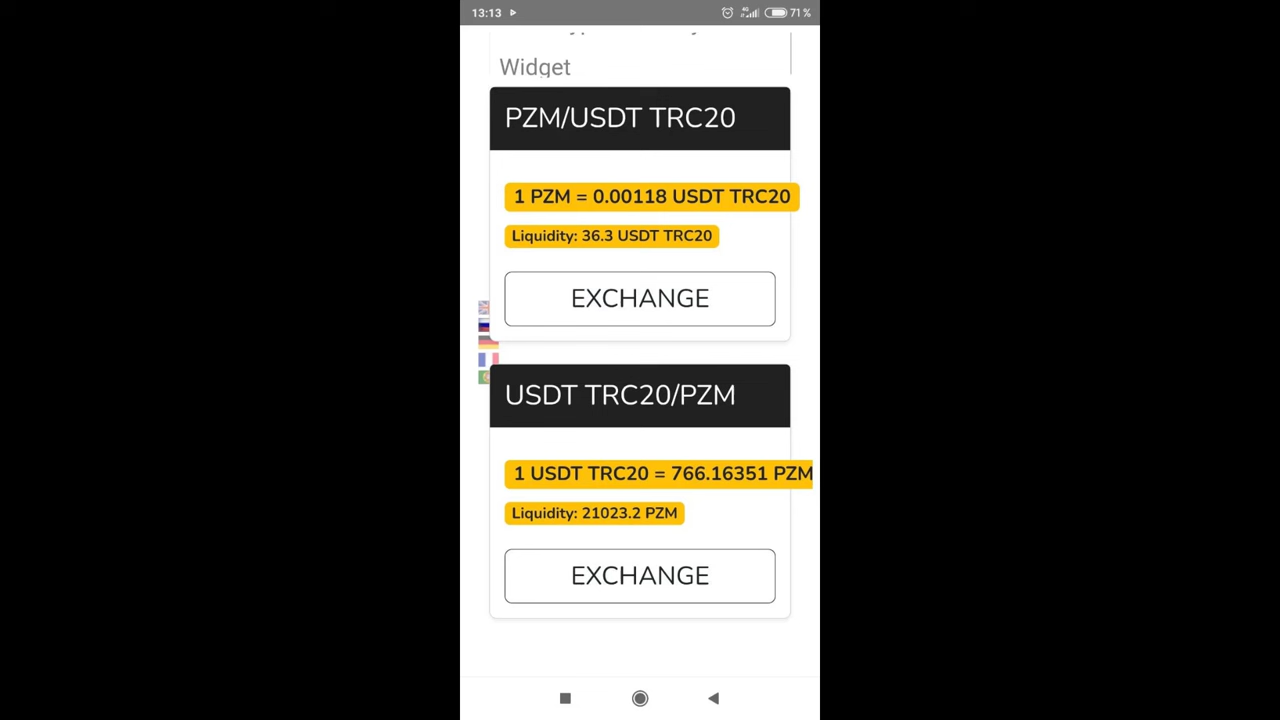 13:13
4G
71 %
Widget
PZM/USDT TRC20
1 PZM = 0.00118 USDT TRC20
Liquidity: 36.3 USDT TRC20
EXCHANGE
USDT TRC20/PZM
1 USDT TRC20 = 766.16351 PZM
Liquidity: 21023.2 PZM
EXCHANGE